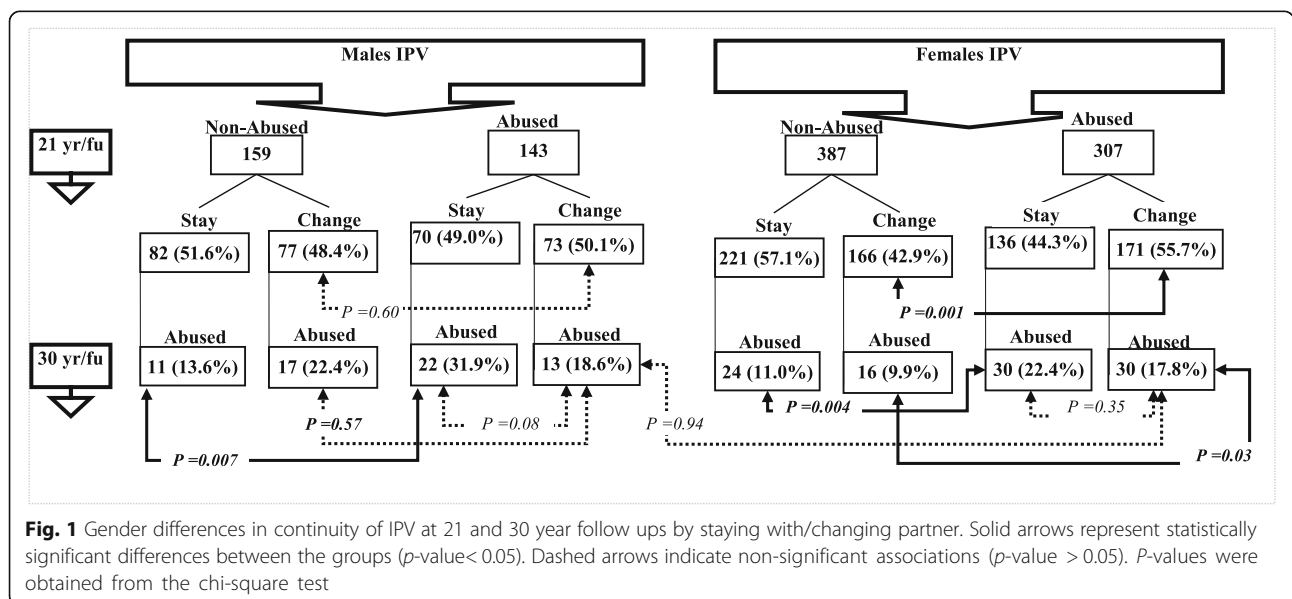 Males IPV
Females IPV
21 yr/fu
Non-Abused
159
Abused
143
Non-Abused
387
Abused
307
Stay
82 (51.6%)
Change
77 (48.4%)
Stay
70 (49.0%)
Change
73 (50.1%)
Stay
221 (57.1%)
Change
166 (42.9%)
Stay
136 (44.3%)
Change
171 (55.7%)
P =0.60
P =0.001
30 yr/fu
Abused
11 (13.6%)
Abused
17 (22.4%)
Abused
22 (31.9%)
Abused
13 (18.6%)
Abused
24 (11.0%)
Abused
16 (9.9%)
Abused
30 (22.4%)
Abused
30 (17.8%)
P =0.57
P =0.08
P =0.94
P =0.004
P =0.35
P =0.007
P =0.03
Fig. 1 Gender differences in continuity of IPV at 21 and 30 year follow ups by staying with/changing partner. Solid arrows represent statistically
significant differences between the groups (p-value< 0.05). Dashed arrows indicate non-significant associations (p-value > 0.05). P-values were
obtained from the chi-square test